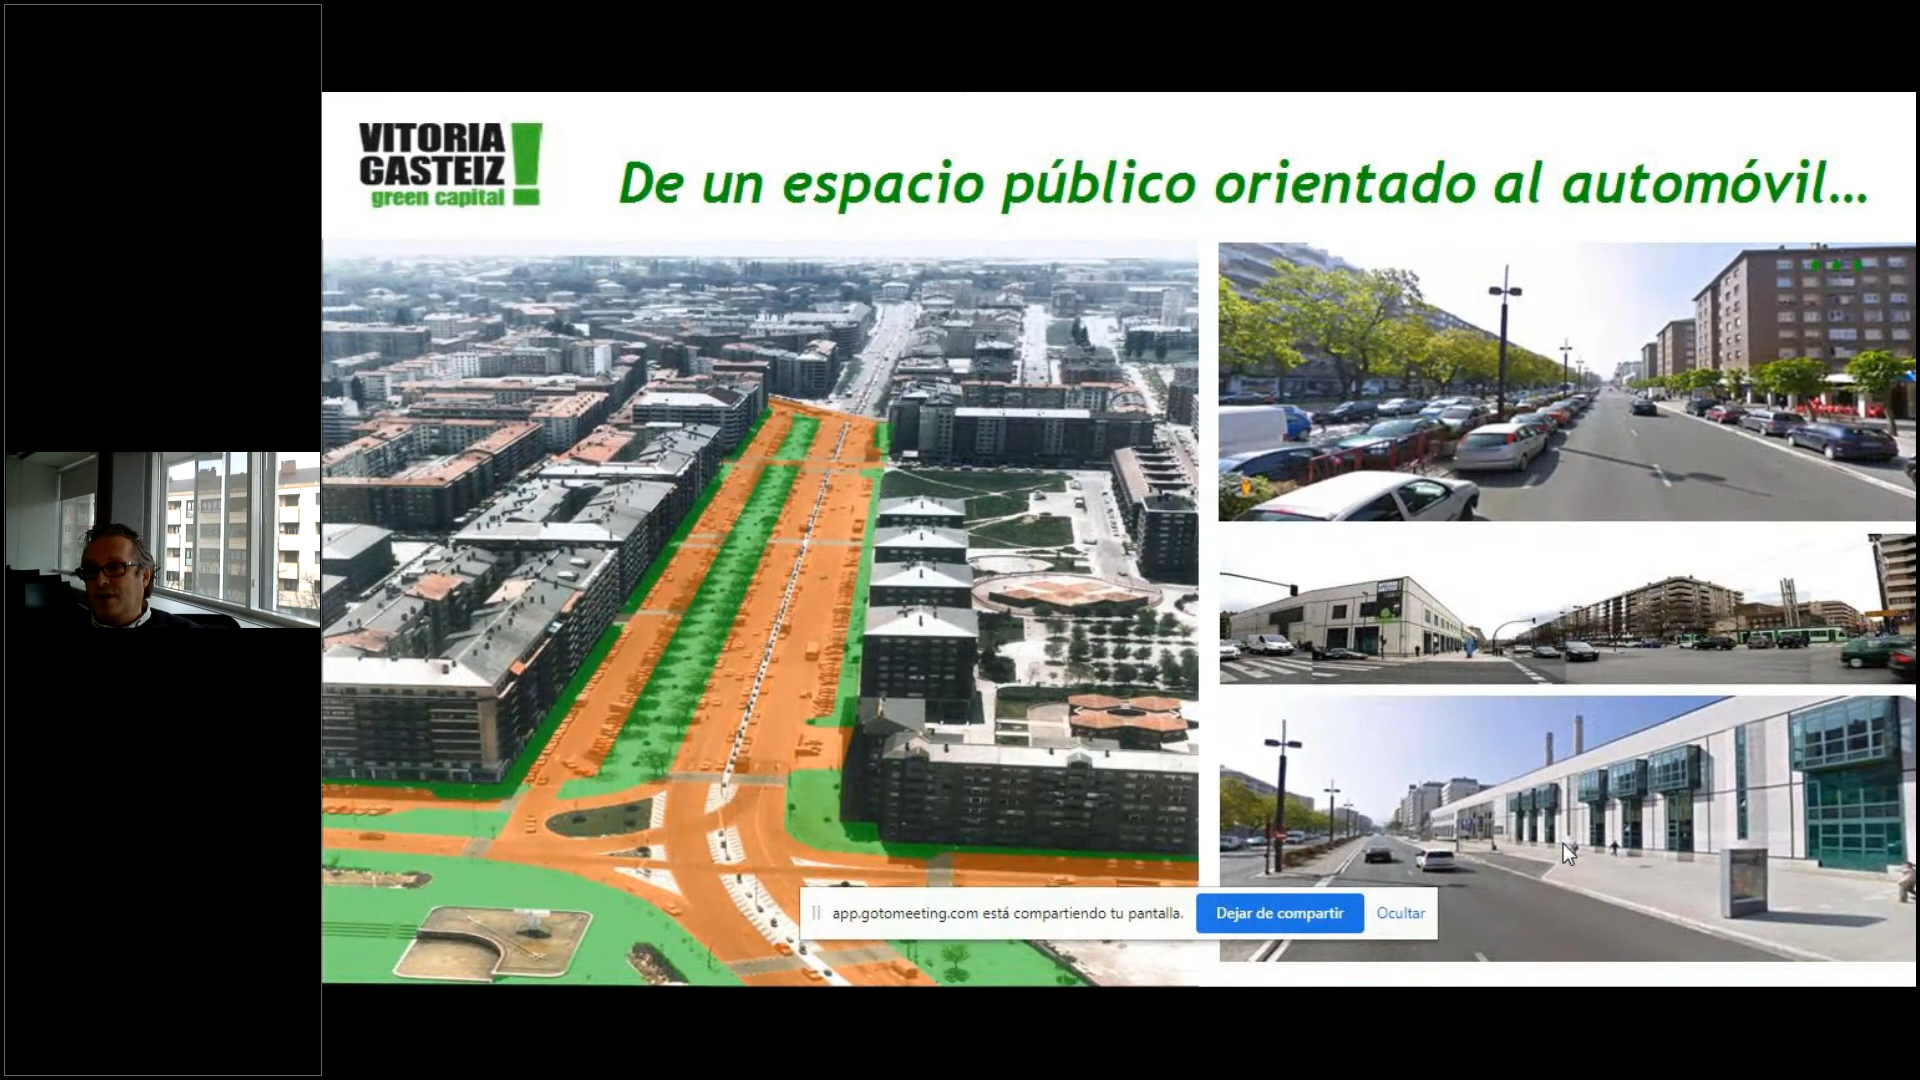 VITORIA
GASTEIZ !
green capital
De un espacio público orientado al automóvil...
app.gotomeeting.com está compartiendo tu pantalla.
Dejar de compartir
Ocultar